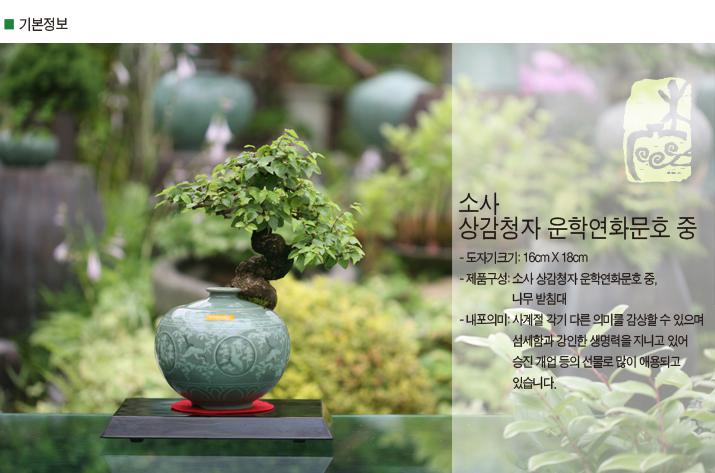 기본정보
소사
상감청자 운학연화문호 중
- 도자기크기: 16cm X 18cm
- 제품구성: 소사 상감청자 운학연화문호 중,
나무 받침대
- 내포의미: 사계절 각기 다른 의미를 감상할 수 있으며
섬세함과 강인한 생명력을 지니고 있어
승진 개업 등의 선물로 많이 애용되고
있습니다.